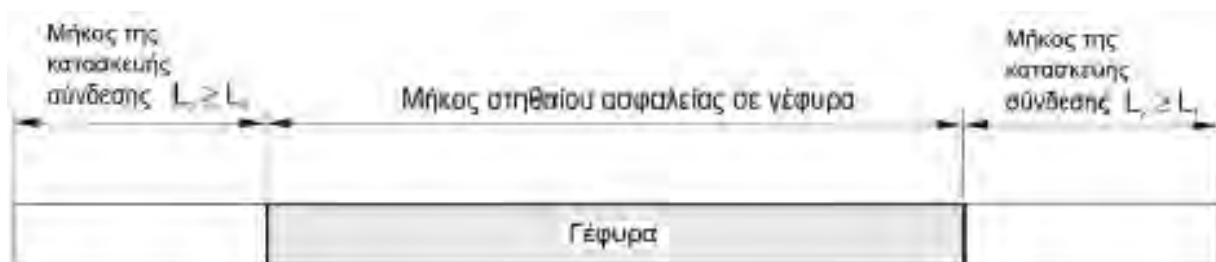 Μήκος της
κατασκευής
σύνδεσης L ≥ L
Μήκος στηθαίου ασφαλείας σε γέφυρα
Μήκος της
κατασκευής
σύνδεσης L ≥ L
Γέφυρα